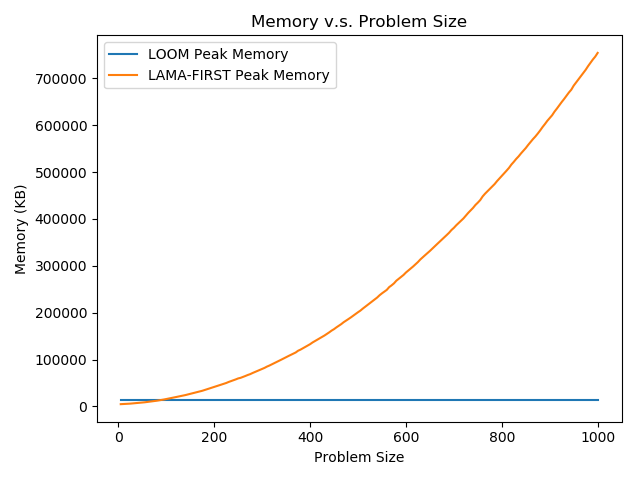 Memory v.s. Problem Size
LOOM Peak Memory
LAMA-FIRST Peak Memory
700000
600000
500000
400000
300000
200000
100000
0
Memory (KB)
0 200 400 600 800 1000
Problem Size